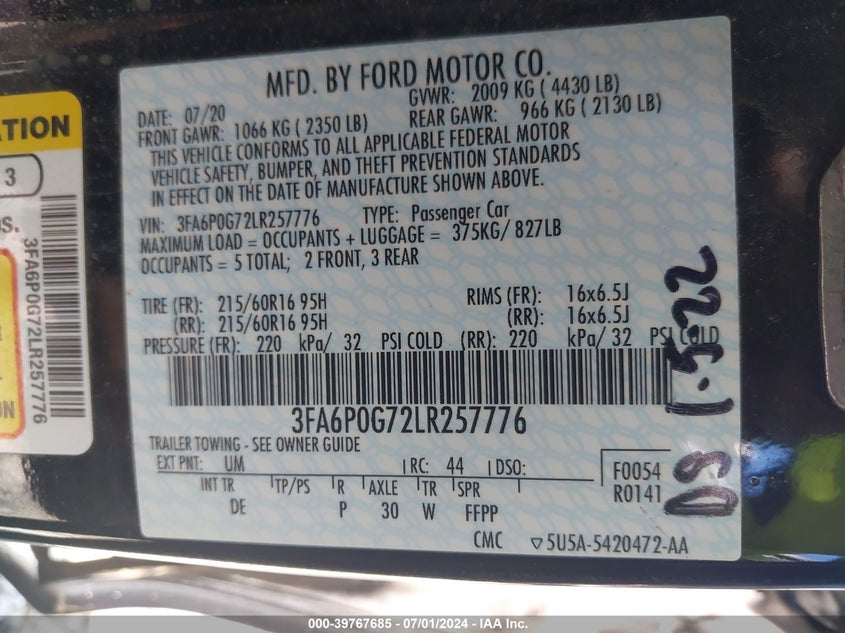 MFD. BY FORD MOTOR CO.
DATE: 07/20 GVWR: 2009 KG ( 4430 LB)
FRONT GAWR: 1066 KG ( 2350 LB) REAR GAWR: 966 KG ( 2130 LB)
THIS VEHICLE CONFORMS TO ALL APPLICABLE FEDERAL MOTOR
VEHICLE SAFETY, BUMPER, AND THEFT PREVENTION STANDARDS
IN EFFECT ON THE DATE OF MANUFACTURE SHOWN ABOVE.
VIN: 3FA6P0G72LR257776 TYPE: Passenger Car
MAXIMUM LOAD = OCCUPANTS + LUGGAGE = 375KG/ 827LB
OCCUPANTS = 5 TOTAL; 2 FRONT, 3 REAR
TIRE (FR): 215/60R16 95H RIMS (FR): 16x6.5J
(RR): 215/60R16 95H (RR): 16x6.5J
PRESSURE (FR): 220 kPa/ 32 PSI COLD (RR): 220 kPa/ 32 PSI COLD
3FA6P0G72LR257776
TRAILER TOWING - SEE OWNER GUIDE
EXT PNT: UM RC: 44 DSO:
F0054
R0141
INT TR TP/PS R AXLE TR SPR
DE P 30 W FFPP
CMC ▽5U5A-5420472-AA
1.5.22
ATION
3
S.
3FA6P0G72LR257776
ON
000-39767685 - 07/01/2024 - IAA Inc.